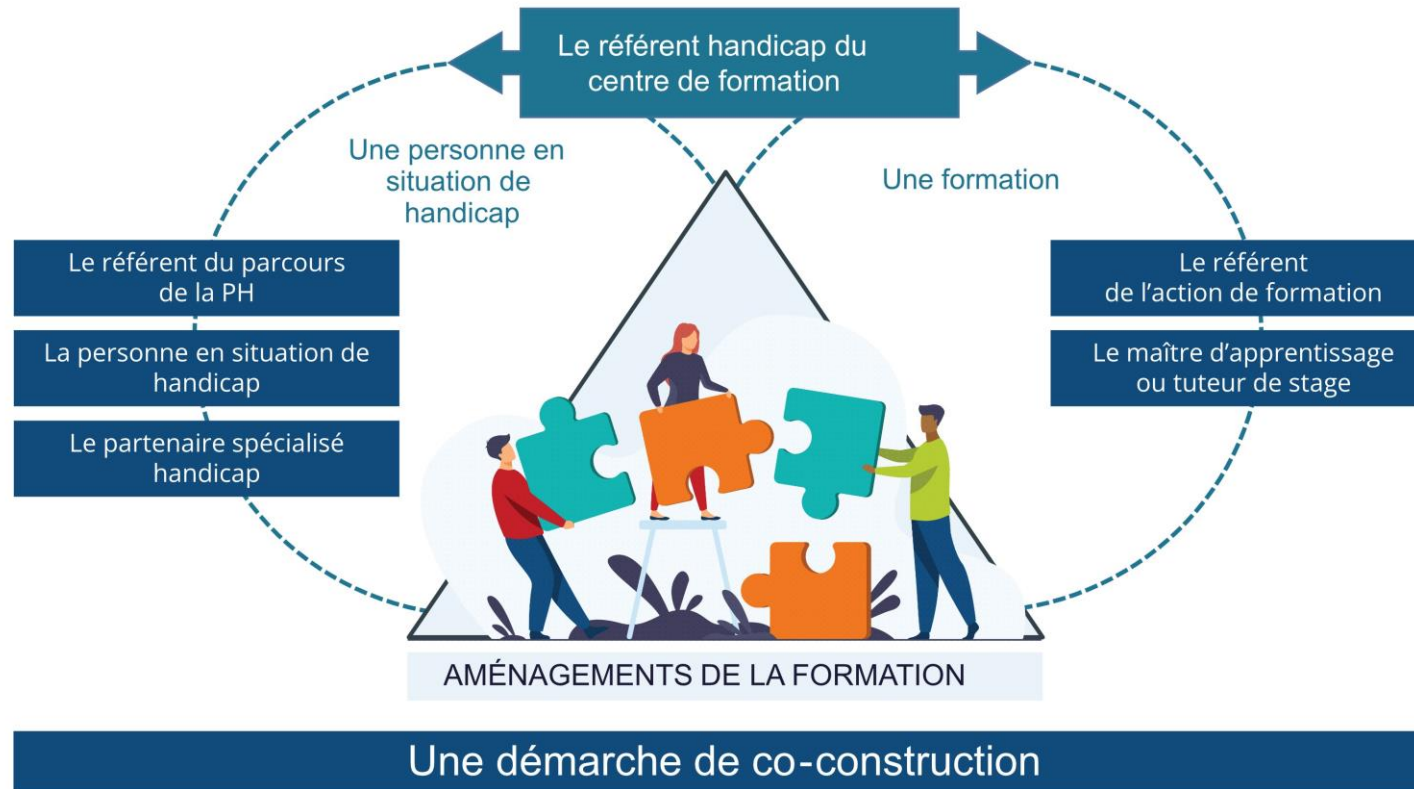 Le référent handicap du
centre de formation
Une personne en
situation de
handicap
Une formation
Le référent du parcours
de la PH
La personne en situation de
handicap
Le partenaire spécialisé
handicap
Le référent
de l’action de formation
Le maître d’apprentissage
ou tuteur de stage
AMÉNAGEMENTS DE LA FORMATION
Une démarche de co-construction